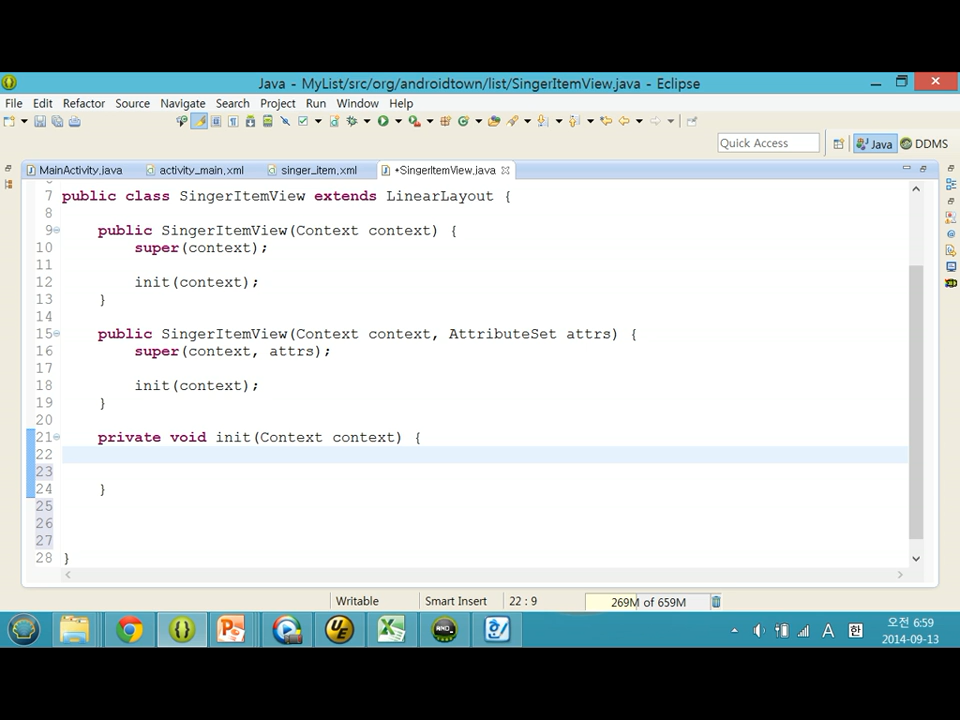 Java - MyList/src/org/androidtown/list/SingerItemView.java - Eclipse
File Edit Refactor Source Navigate Search Project Run Window Help
Quick Access
Java
DDMS
MainActivity.java
activity_main.xml
singer_item.xml
*SingerItemView.java
7 public class SingerItemView extends LinearLayout {
8
9 public SingerItemView(Context context) {
10 super(context);
11
12 init(context);
13 }
14
15 public SingerItemView(Context context, AttributeSet attrs) {
16 super(context, attrs);
17
18 init(context);
19 }
20
21 private void init(Context context) {
22
23
24 }
25
26
27
28 }
Writable
Smart Insert
22 : 9
269M of 659M
A
한
오전 6:59
2014-09-13